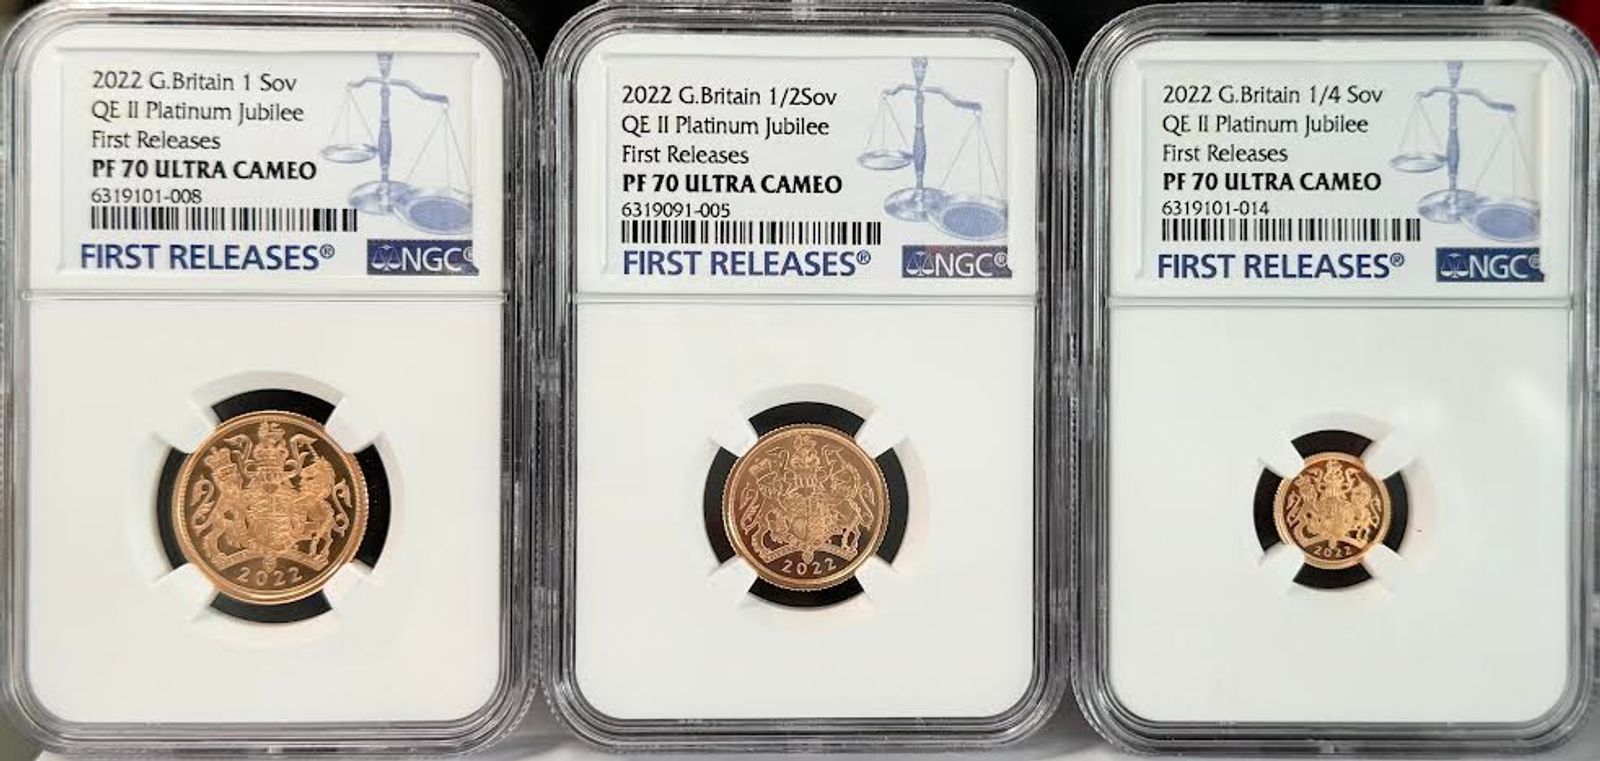 2022 G.Britain 1 Sov
QE II Platinum Jubilee
First Releases
PF 70 ULTRA CAMEO
6319101-008
FIRST RELEASES®
NGC®
2022
2022 G.Britain 1/2Sov
QE II Platinum Jubilee
First Releases
PF 70 ULTRA CAMEO
6319091-005
FIRST RELEASES®
NGC®
2022
2022 G.Britain 1/4 Sov
QE II Platinum Jubilee
First Releases
PF 70 ULTRA CAMEO
6319101-014
FIRST RELEASES®
NGC®
2022